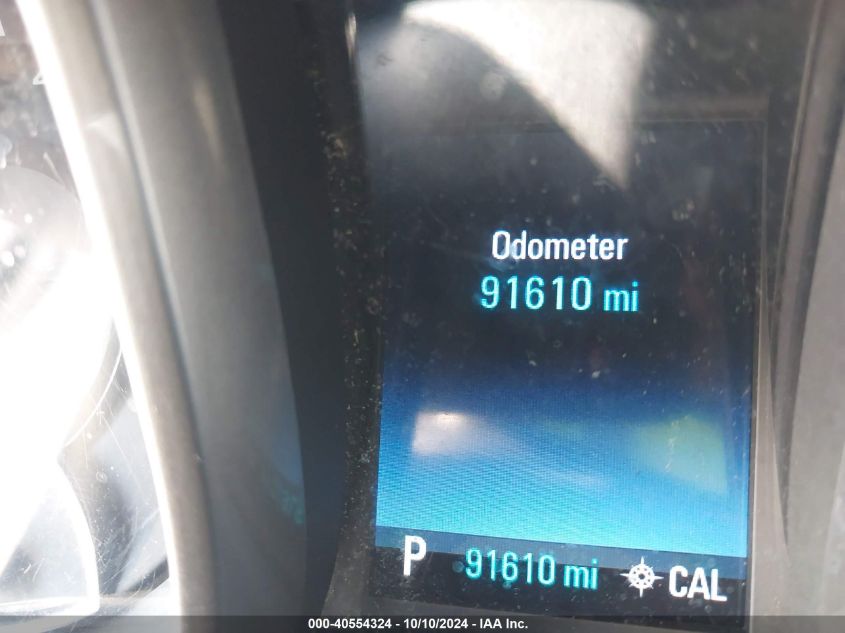 Odometer
91610 mi
P 91610 mi CAL
000-40554324 - 10/10/2024 - IAA Inc.